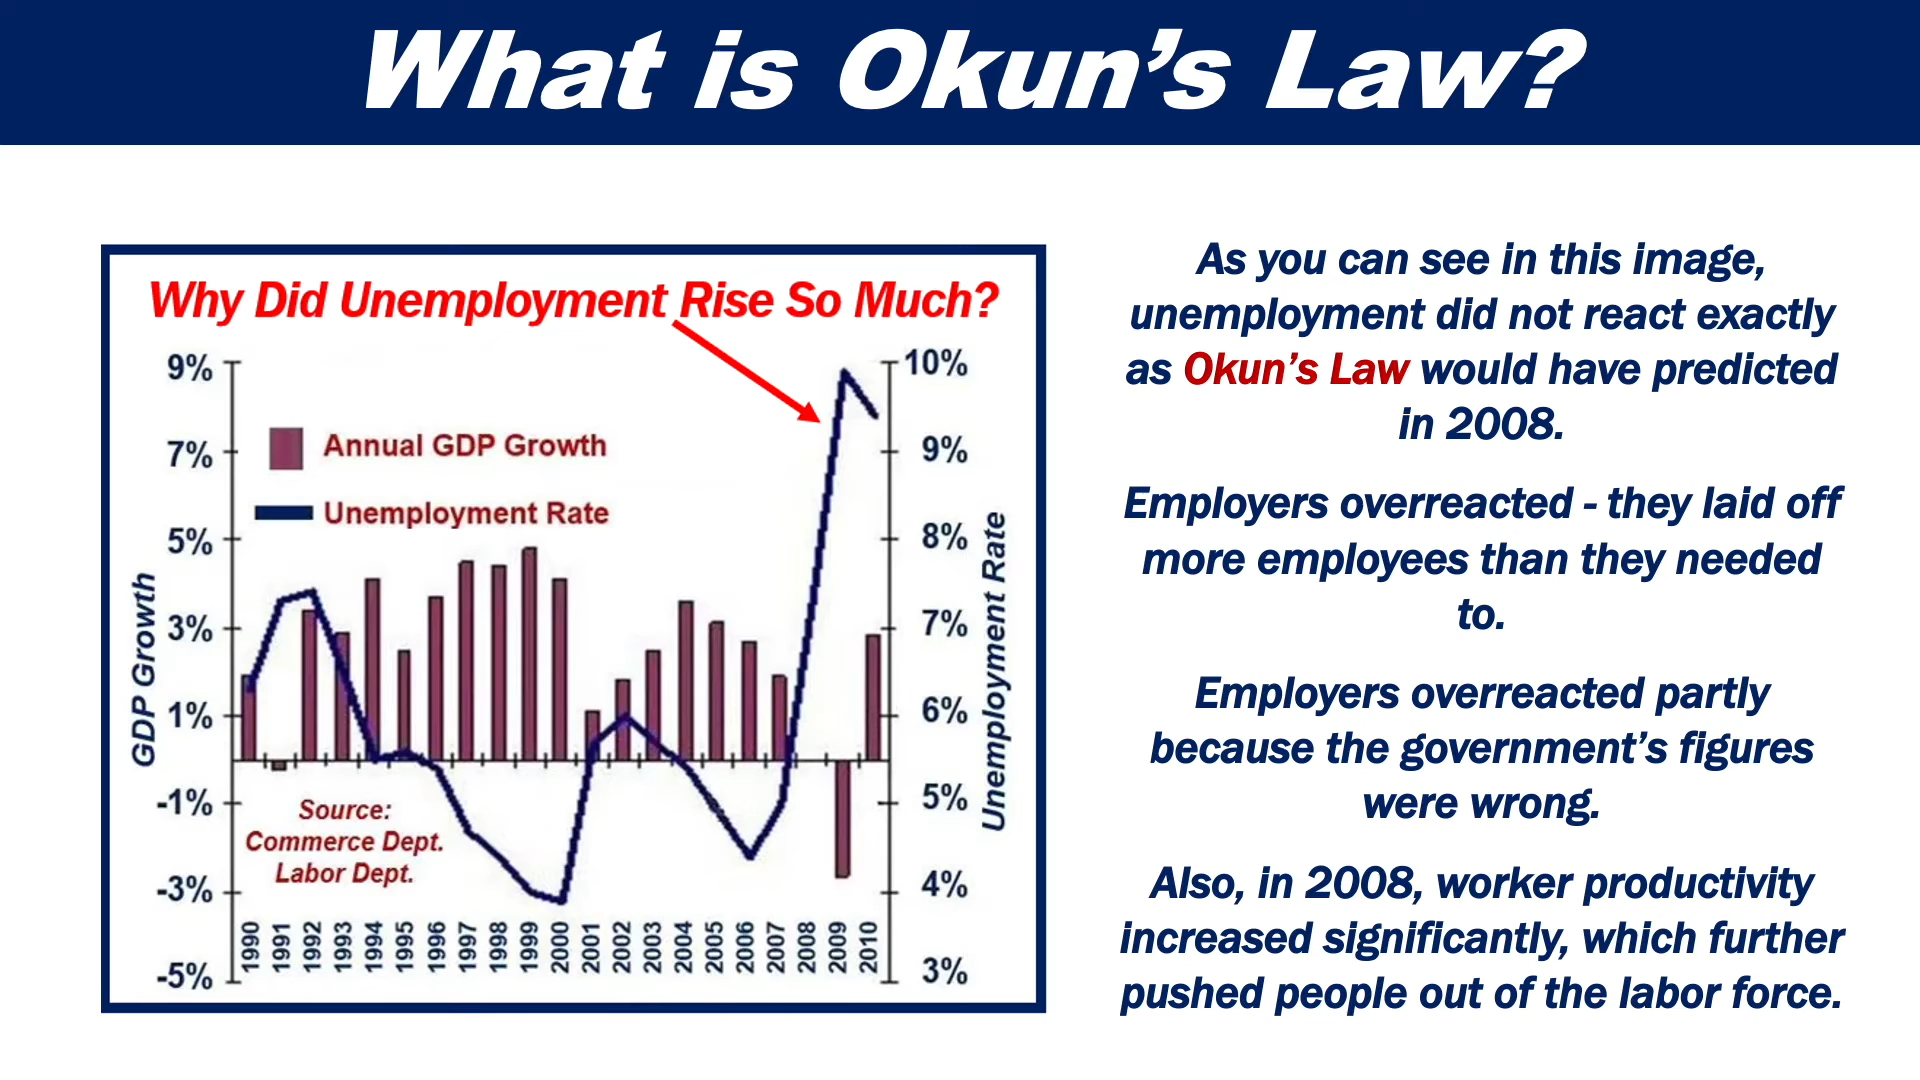 What is Okun’s Law?
Why Did Unemployment Rise So Much?
9%
7%
5%
3%
1%
-1%
-3%
-5%
GDP Growth
Annual GDP Growth
Unemployment Rate
Source:
Commerce Dept.
Labor Dept.
1990
1991
1992
1993
1994
1995
1996
1997
1998
1999
2000
2001
2002
2003
2004
2005
2006
2007
2008
2009
2010
10%
9%
8%
7%
6%
5%
4%
3%
Unemployment Rate
As you can see in this image,
unemployment did not react exactly
as Okun’s Law would have predicted
in 2008.
Employers overreacted - they laid off
more employees than they needed
to.
Employers overreacted partly
because the government’s figures
were wrong.
Also, in 2008, worker productivity
increased significantly, which further
pushed people out of the labor force.